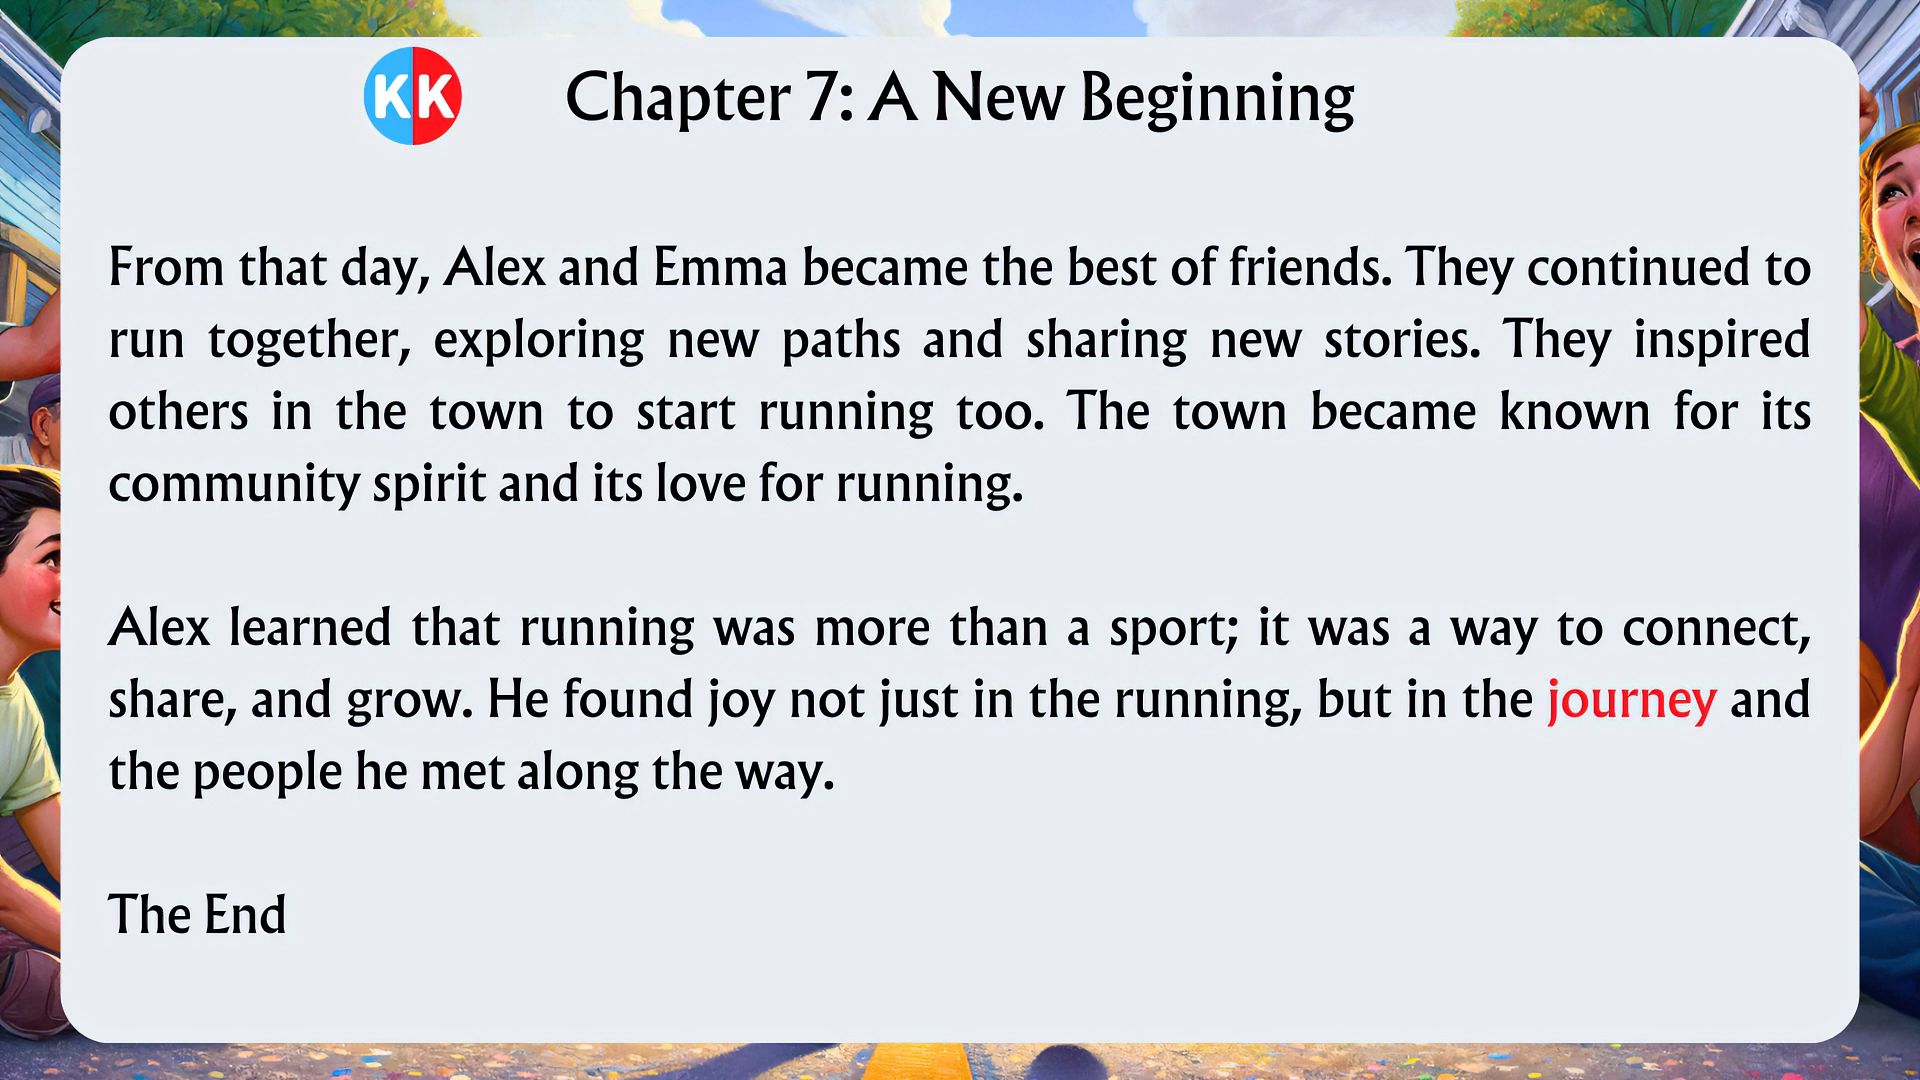 KK
Chapter 7: A New Beginning
From that day, Alex and Emma became the best of friends. They continued to
run together, exploring new paths and sharing new stories. They inspired
others in the town to start running too. The town became known for its
community spirit and its love for running.
Alex learned that running was more than a sport; it was a way to connect,
share, and grow. He found joy not just in the running, but in the journey and
the people he met along the way.
The End